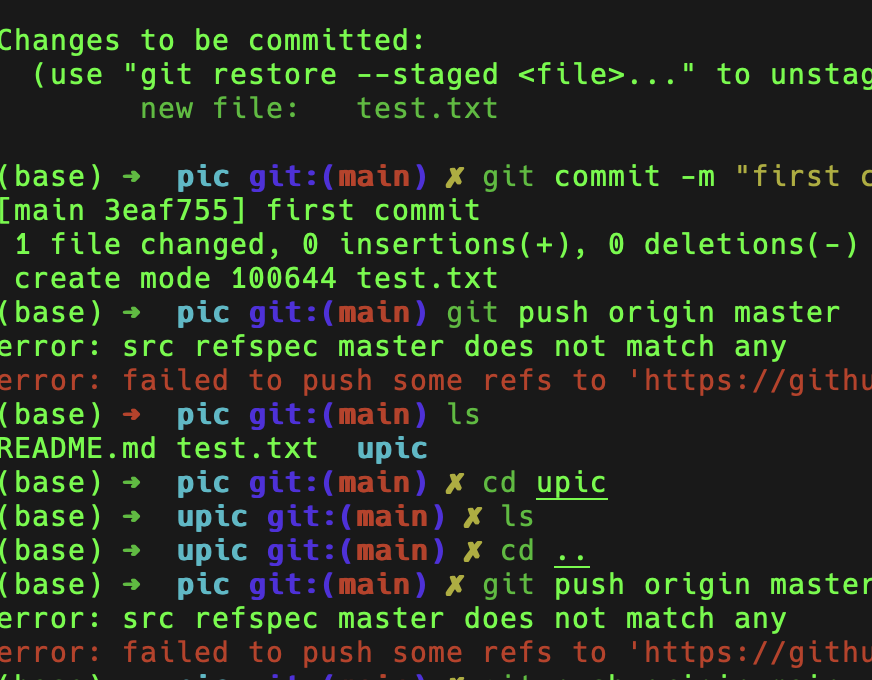 Changes to be committed:
(use "git restore --staged <file>..." to unstag
new file: test.txt
(base) ➜ pic git:(main) ✗ git commit -m "first c
[main 3eaf755] first commit
1 file changed, 0 insertions(+), 0 deletions(-)
create mode 100644 test.txt
(base) ➜ pic git:(main) git push origin master
error: src refspec master does not match any
error: failed to push some refs to 'https://githu
(base) ➜ pic git:(main) ls
README.md test.txt upic
(base) ➜ pic git:(main) ✗ cd upic
(base) ➜ upic git:(main) ✗ ls
(base) ➜ upic git:(main) ✗ cd ..
(base) ➜ pic git:(main) ✗ git push origin master
error: src refspec master does not match any
error: failed to push some refs to 'https://githu